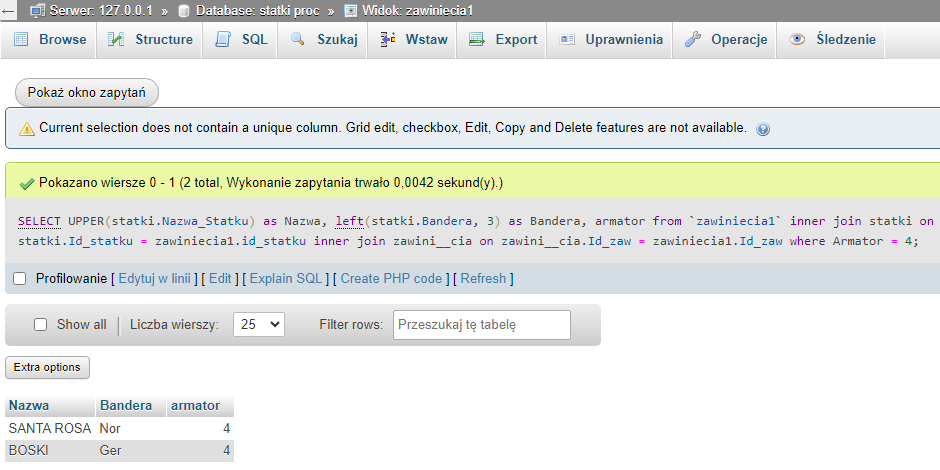 ← Serwer: 127.0.0.1 » Database: statki proc » Widok: zawiniecia1
Browse Structure SQL Szukaj Wstaw Export Uprawnienia Operacje Śledzenie
Pokaż okno zapytań
Current selection does not contain a unique column. Grid edit, checkbox, Edit, Copy and Delete features are not available.
Pokazano wiersze 0 - 1 (2 total, Wykonanie zapytania trwało 0,0042 sekund(y).)
SELECT UPPER(statki.Nazwa_Statku) as Nazwa, left(statki.Bandera, 3) as Bandera, armator from `zawiniecia1` inner join statki on
statki.Id_statku = zawiniecia1.id_statku inner join zawini__cia on zawini__cia.Id_zaw = zawiniecia1.Id_zaw where Armator = 4;
Profilowanie [ Edytuj w linii ] [ Edit ] [ Explain SQL ] [ Create PHP code ] [ Refresh ]
Show all | Liczba wierszy: 25 Filter rows: Przeszukaj tę tabelę
Extra options
Nazwa Bandera armator
SANTA ROSA Nor 4
BOSKI Ger 4